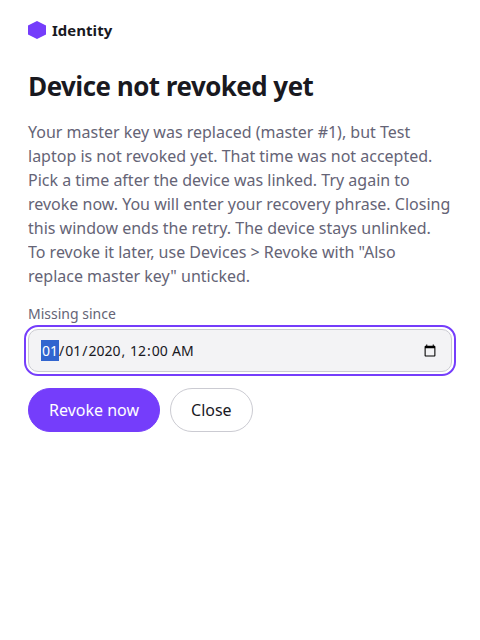 Identity
Device not revoked yet
Your master key was replaced (master #1), but Test
laptop is not revoked yet. That time was not accepted.
Pick a time after the device was linked. Try again to
revoke now. You will enter your recovery phrase. Closing
this window ends the retry. The device stays unlinked.
To revoke it later, use Devices > Revoke with "Also
replace master key" unticked.
Missing since
01/01/2020, 12:00 AM
Revoke now
Close